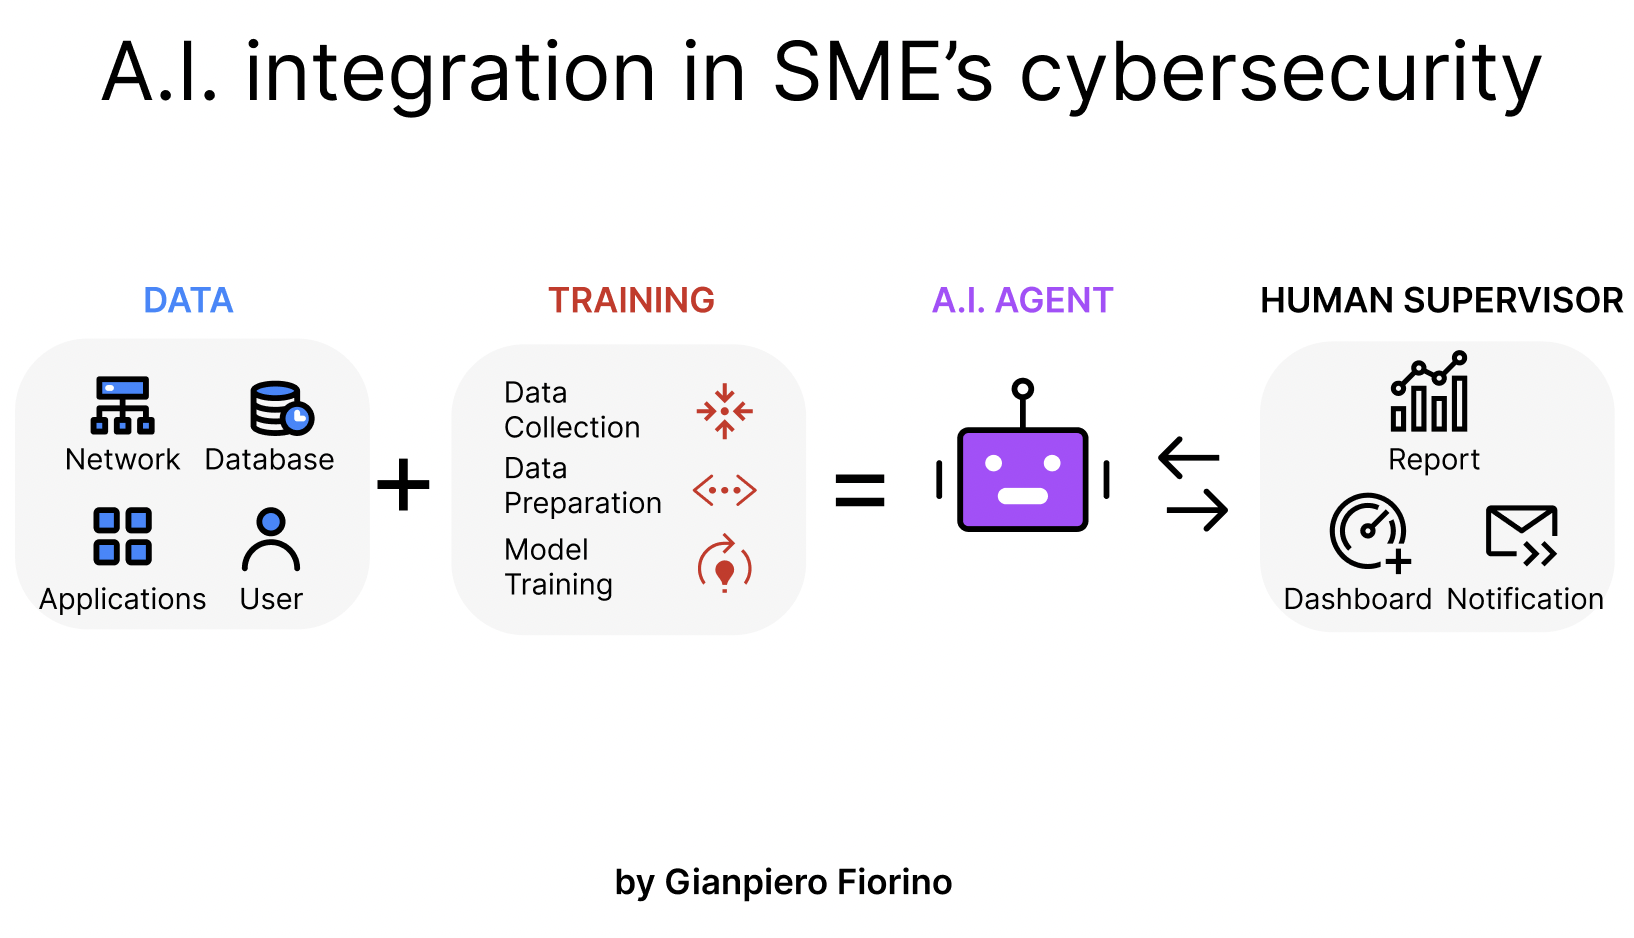 A.I. integration in SME’s cybersecurity
DATA
Network
Database
Applications
User
+
TRAINING
Data
Collection
Data
Preparation
Model
Training
=
A.I. AGENT
HUMAN SUPERVISOR
Report
Dashboard
Notification
by Gianpiero Fiorino